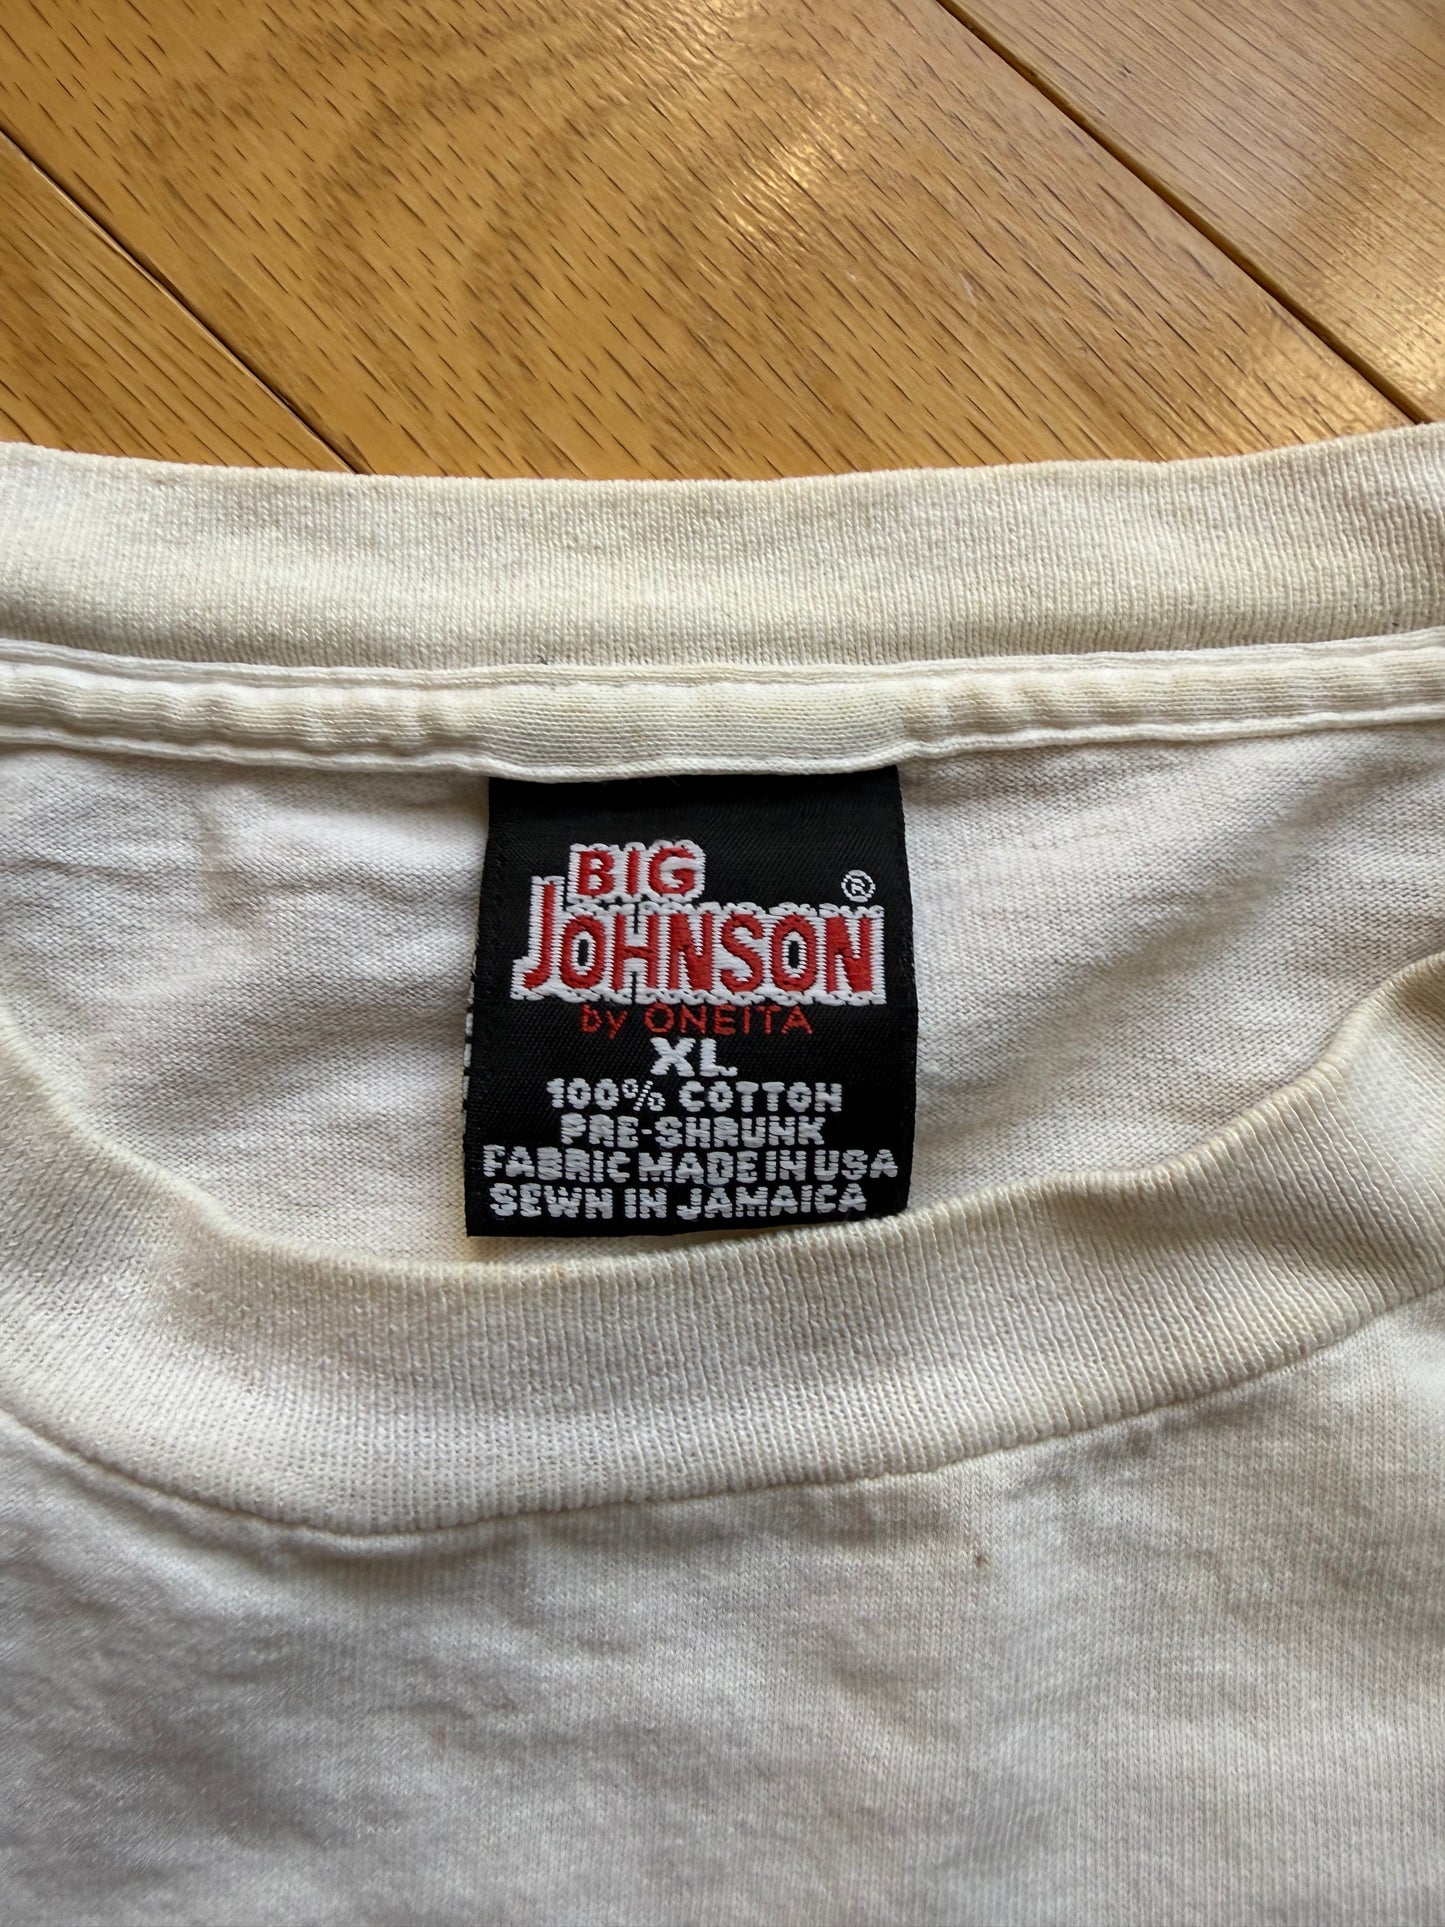 BIG
JOHNSON ®
by ONEITA
XL
100% COTTON
PRE-SHRUNK
FABRIC MADE IN USA
SEWN IN JAMAICA